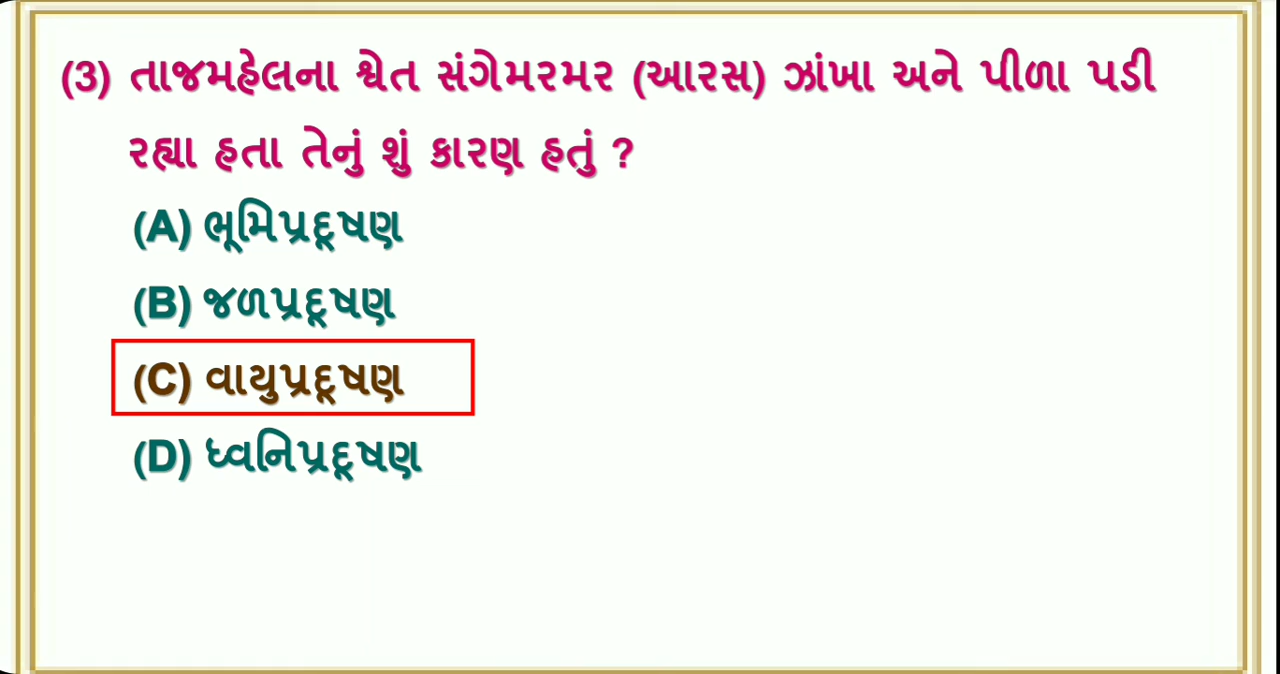 (3) તાજમહેલના શ્વેત સંગેમરમર (આરસ) ઝાંખા અને પીળા પડી
રહ્યા હતા તેનું શું કારણ હતું ?
(A) ભૂમિપ્રદૂષણ
(B) જળપ્રદૂષણ
(C) વાયુપ્રદૂષણ
(D) ધ્વનિપ્રદૂષણ